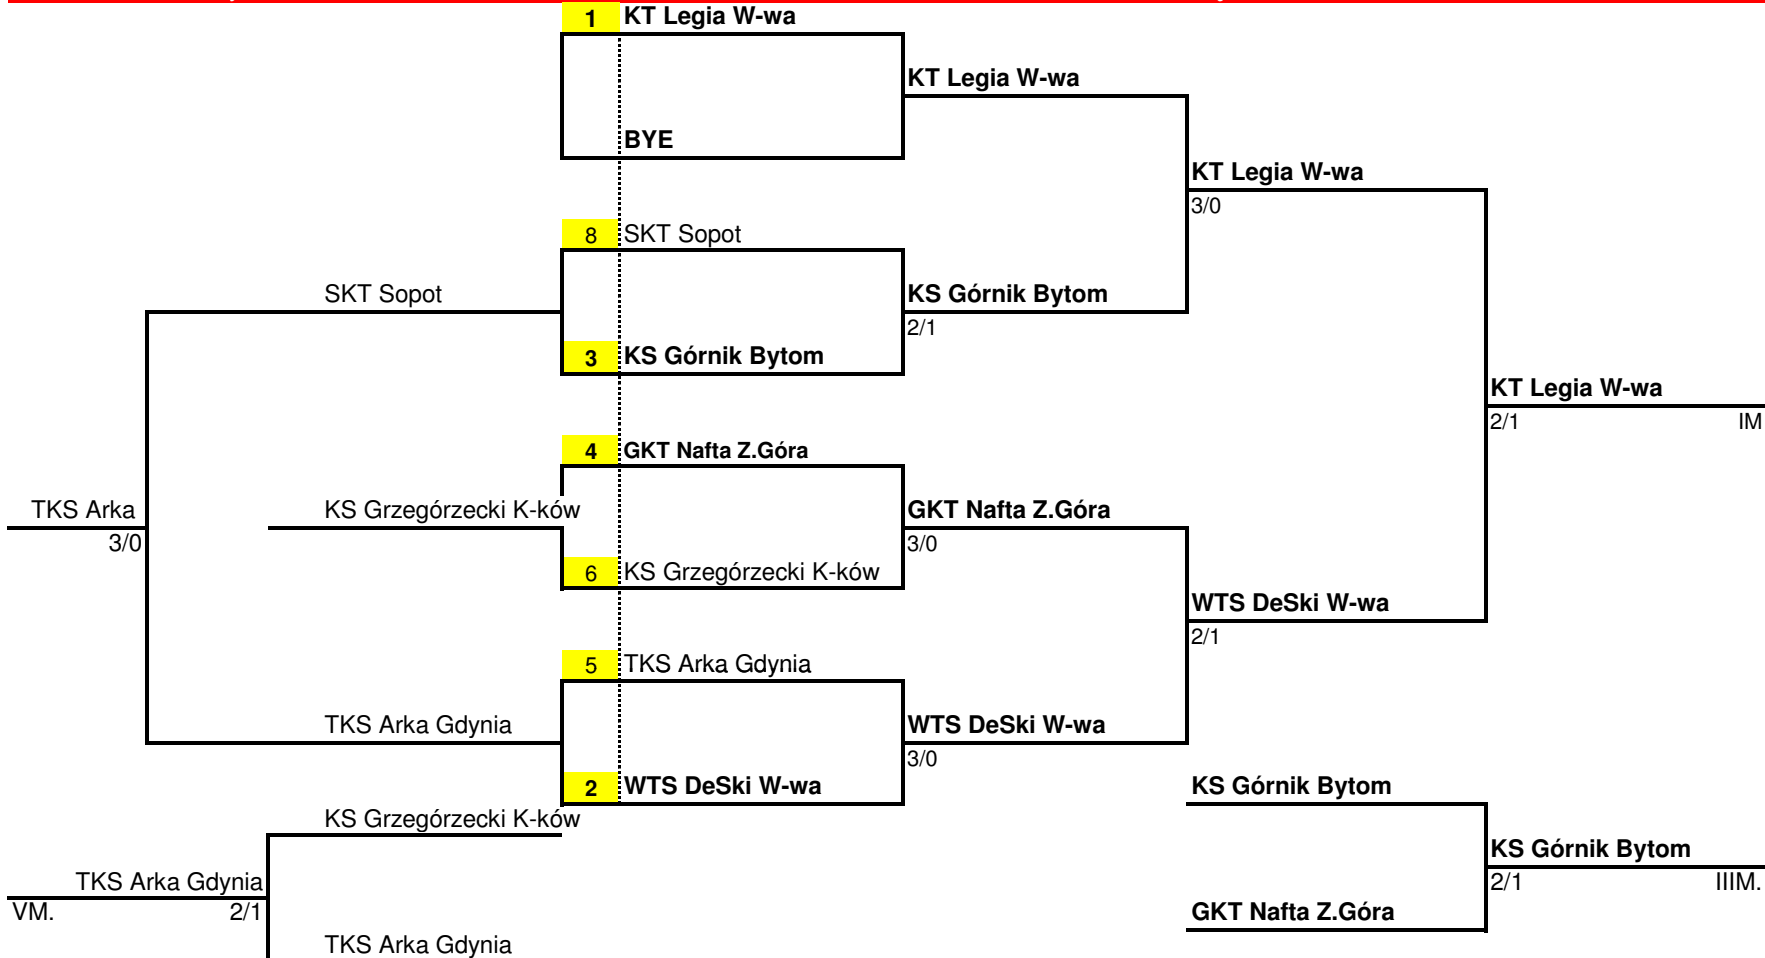 1 KT Legia W-wa
KT Legia W-wa
BYE
KT Legia W-wa
3/0
8 SKT Sopot
SKT Sopot
KS Górnik Bytom
2/1
3 KS Górnik Bytom
KT Legia W-wa
2/1 IM
4 GKT Nafta Z.Góra
TKS Arka
3/0
KS Grzegórzecki K-ków
GKT Nafta Z.Góra
3/0
6 KS Grzegórzecki K-ków
WTS DeSki W-wa
2/1
5 TKS Arka Gdynia
TKS Arka Gdynia
WTS DeSki W-wa
3/0
2 WTS DeSki W-wa
KS Górnik Bytom
KS Grzegórzecki K-ków
KS Górnik Bytom
2/1 IIIM.
TKS Arka Gdynia
VM. 2/1
GKT Nafta Z.Góra
TKS Arka Gdynia